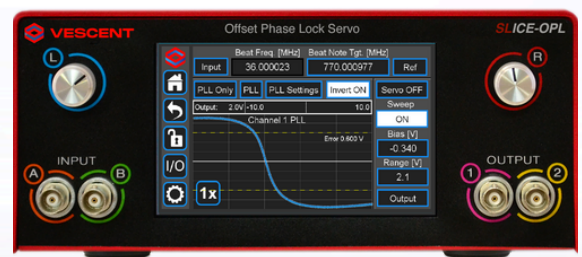 VESCENT
Offset Phase Lock Servo
SLICE-OPL
L
R
Beat Freq. [MHz] Beat Note Tgt. [MHz]
Input 36.000023 770.000977 Ref
PLL Only PLL PLL Settings Invert ON Servo OFF
Output: 2.0V -10.0 10.0
Sweep
Channel 1 PLL
ON
Error 0.600 V
Bias [V]
-0.340
Range [V]
2.1
I/O
1x
Output
INPUT
A B
OUTPUT
1 2